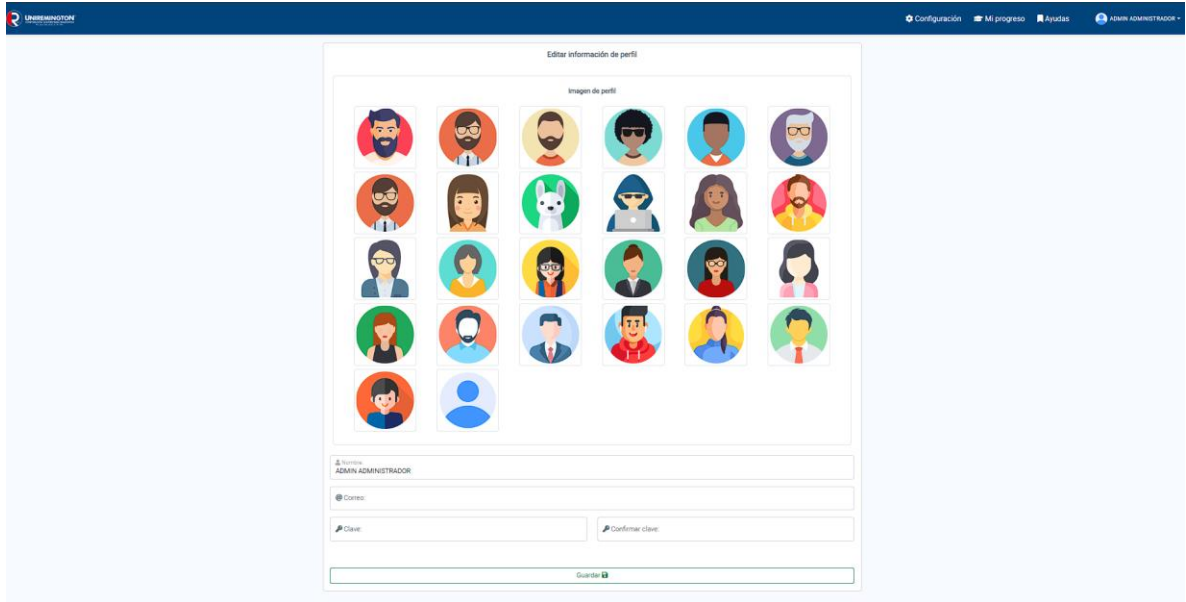 UNIREMINGTON
Configuración Mi progreso Ayudas ADMIN ADMINISTRADOR
Editar información de perfil
Imagen de perfil
Nombre
ADMIN ADMINISTRADOR
Correo:
Clave: Confirmar clave:
Guardar